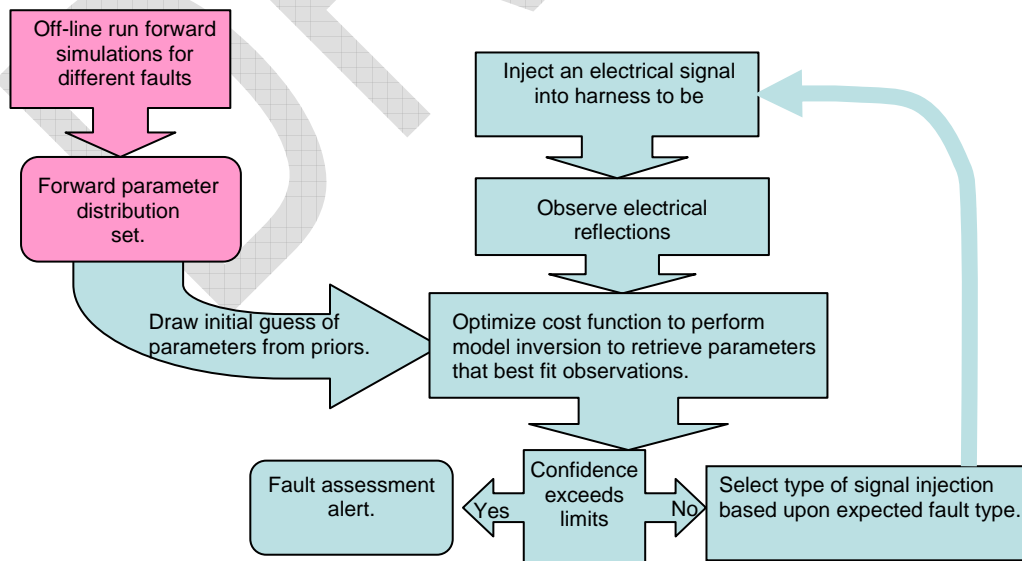 Off-line run forward
simulations for
different faults
Forward parameter
distribution
set.
Draw initial guess of
parameters from priors.
Inject an electrical signal
into harness to be
Observe electrical
reflections
Optimize cost function to perform
model inversion to retrieve parameters
that best fit observations.
Confidence
exceeds
limits
Yes
No
Fault assessment
alert.
Select type of signal injection
based upon expected fault type.